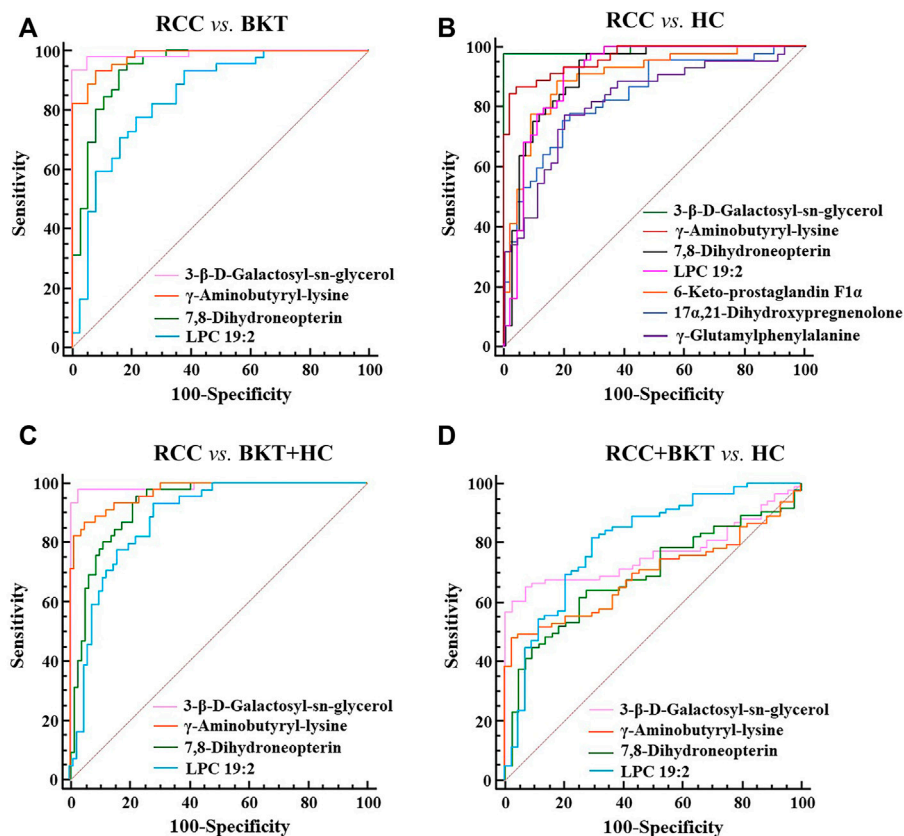 A
RCC vs. BKT
Sensitivity
100
80
60
40
20
0
3-β-D-Galactosyl-sn-glycerol
γ-Aminobutyryl-lysine
7,8-Dihydroneopterin
LPC 19:2
0 20 40 60 80 100
100-Specificity
B
RCC vs. HC
Sensitivity
100
80
60
40
20
0
3-β-D-Galactosyl-sn-glycerol
γ-Aminobutyryl-lysine
7,8-Dihydroneopterin
LPC 19:2
6-Keto-prostaglandin F1α
17α,21-Dihydroxypregnenolone
γ-Glutamylphenylalanine
0 20 40 60 80 100
100-Specificity
C
RCC vs. BKT+HC
Sensitivity
100
80
60
40
20
0
3-β-D-Galactosyl-sn-glycerol
γ-Aminobutyryl-lysine
7,8-Dihydroneopterin
LPC 19:2
0 20 40 60 80 100
100-Specificity
D
RCC+BKT vs. HC
Sensitivity
100
80
60
40
20
0
3-β-D-Galactosyl-sn-glycerol
γ-Aminobutyryl-lysine
7,8-Dihydroneopterin
LPC 19:2
0 20 40 60 80 100
100-Specificity